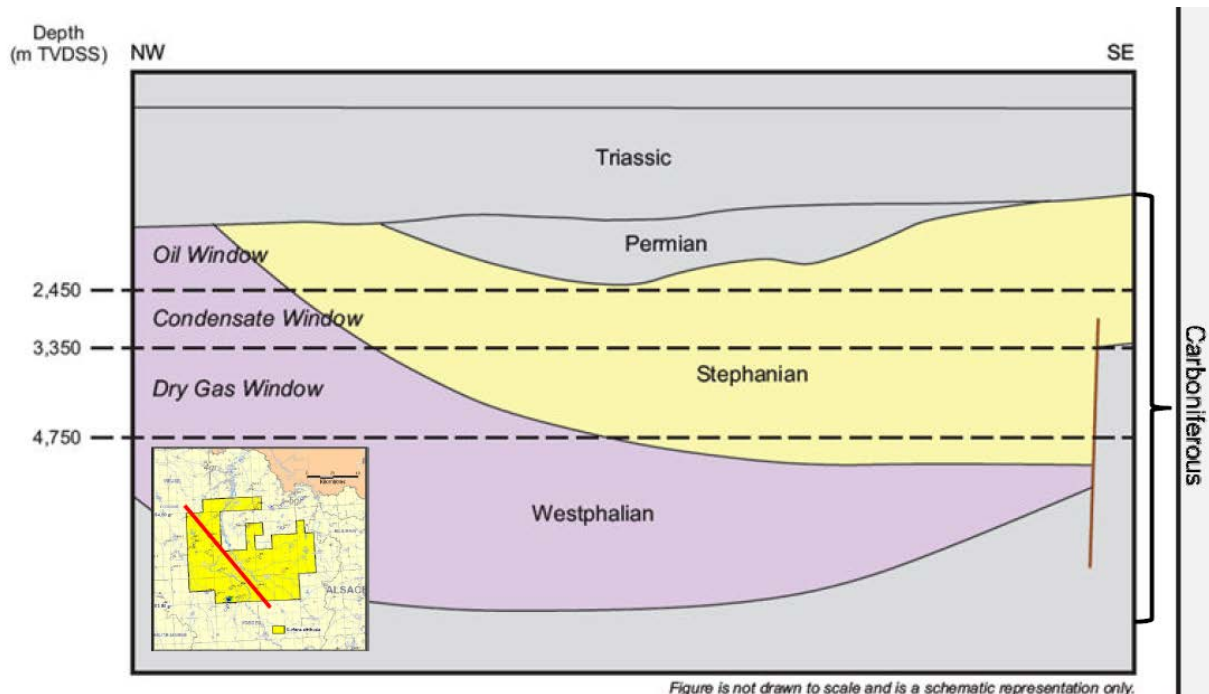 Depth
(m TVDSS)
NW
SE
Triassic
Permian
Oil Window
2,450
Condensate Window
3,350
Stephanian
Dry Gas Window
4,750
Westphalian
Carboniferous
ALSACE
Figure is not drawn to scale and is a schematic representation only.